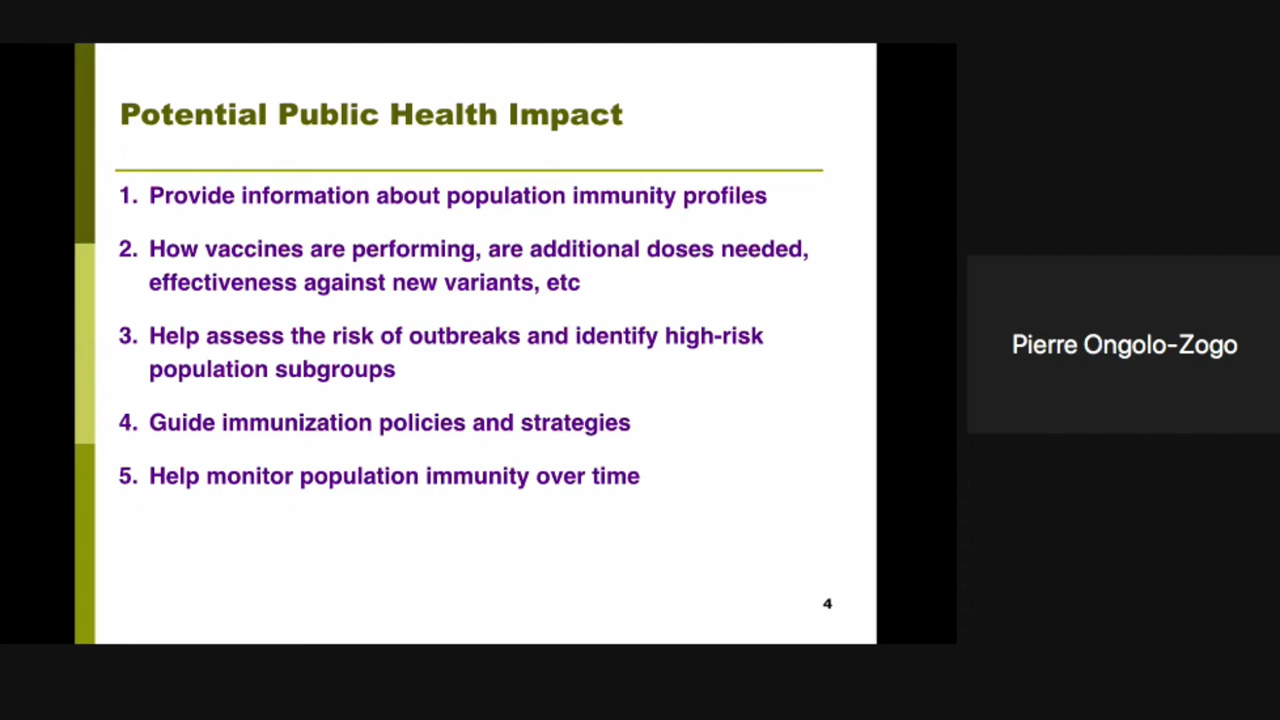 Potential Public Health Impact
1. Provide information about population immunity profiles
2. How vaccines are performing, are additional doses needed,
effectiveness against new variants, etc
3. Help assess the risk of outbreaks and identify high-risk
population subgroups
4. Guide immunization policies and strategies
5. Help monitor population immunity over time
4
Pierre Ongolo-Zogo